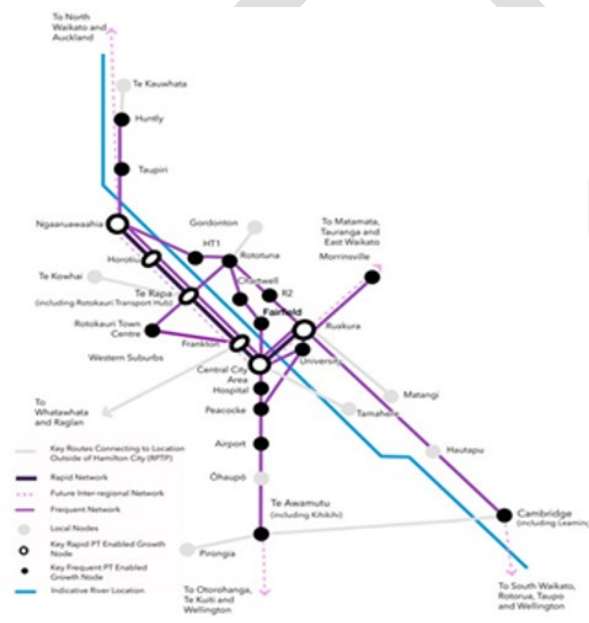 To North
Waikato and
Auckland
Te Kauwhata
Huntly
Taupiri
Ngaaruawaahia
Gordonton
HT1
Rototuna
To Matamata,
Tauranga and
East Waikato
Morrinsville
Horotiu
Te Kowhai
Te Rapa
(including Rotokauri Transport Hub)
Chartwell
R2
Fairfield
Ruakura
Rotokauri Town
Centre
Frankton
University
Western Suburbs
Central City
Area
Hospital
Peacocke
Matangi
Tamahere
To
Whatawhata
and Raglan
Airport
Hautapu
Ōhaupō
Te Awamutu
(including Kihikihi)
Cambridge
(including Learning
Pirongia
To Otorohanga,
Te Kuiti and
Wellington
To South Waikato,
Rotorua, Taupo
and Wellington
Key Routes Connecting to Location
Outside of Hamilton City (RPTP)
Rapid Network
Future Inter-regional Network
Frequent Network
Local Nodes
Key Rapid PT Enabled Growth
Node
Key Frequent PT Enabled
Growth Node
Indicative River Location